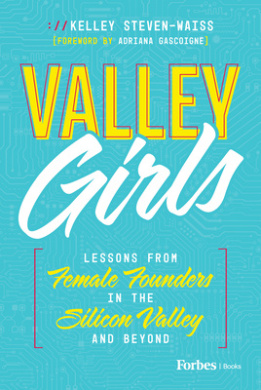 ://KELLEY STEVEN-WAISS
[FOREWORD BY ADRIANA GASCOIGNE]
VALLEY
Girls
LESSONS FROM
Female Founders
IN THE
Silicon Valley
AND BEYOND
Forbes | Books